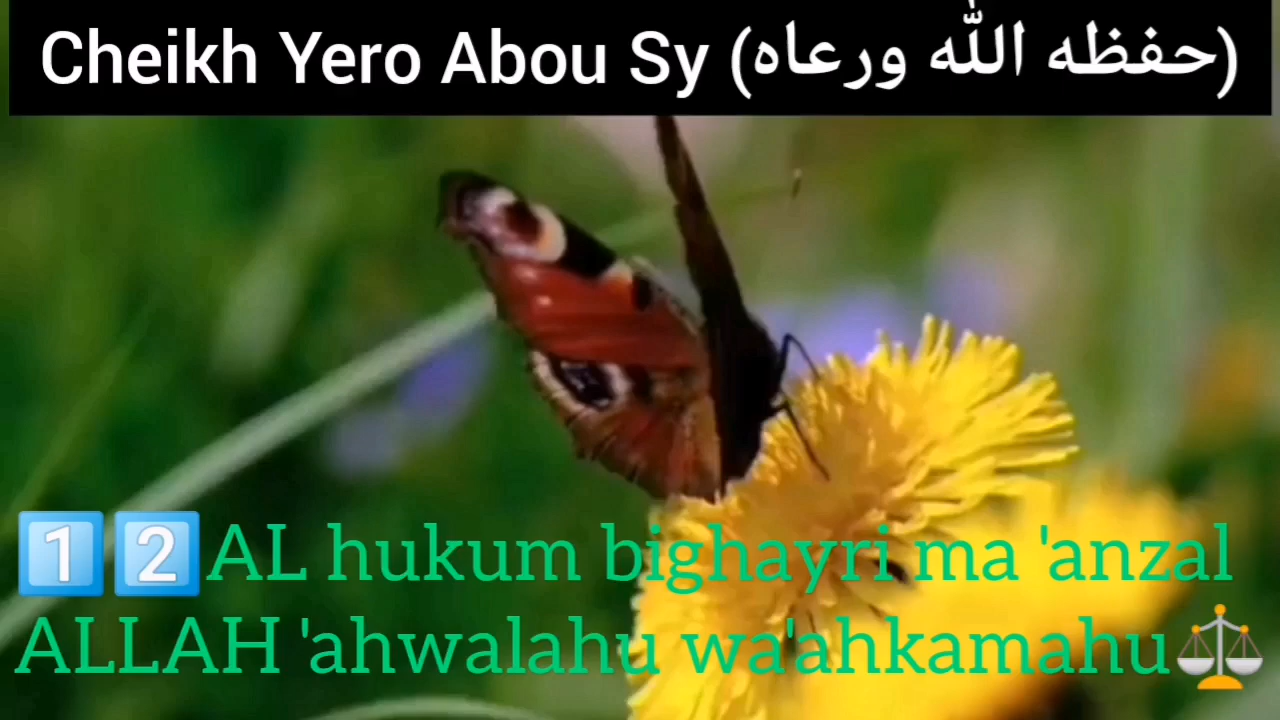 Cheikh Yero Abou Sy (حفظه الله ورعاه)
1️⃣2️⃣AL hukum bighayri ma 'anzal
ALLAH 'ahwalahu wa'ahkamahu⚖️